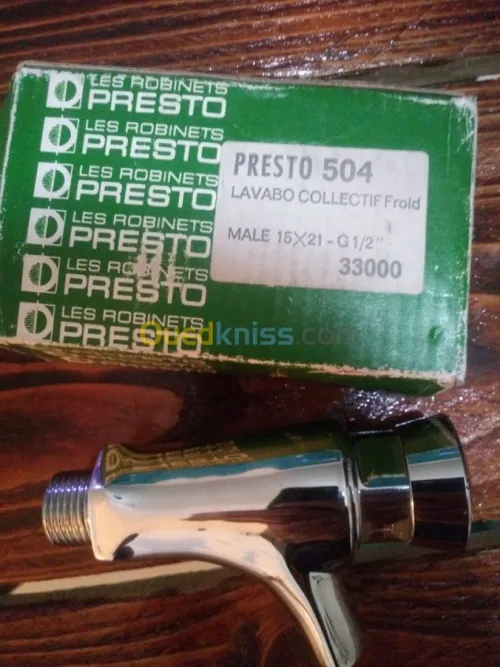 LES ROBINETS
PRESTO
LES ROBINETS
PRESTO
LES ROBINETS
PRESTO
LES ROBINETS
PRESTO
LES ROBINETS
PRESTO
LES ROBINETS
PRESTO
PRESTO 504
LAVABO COLLECTIF Froid
MALE 15X21 - G 1/2"
33000
Ouedkniss.com